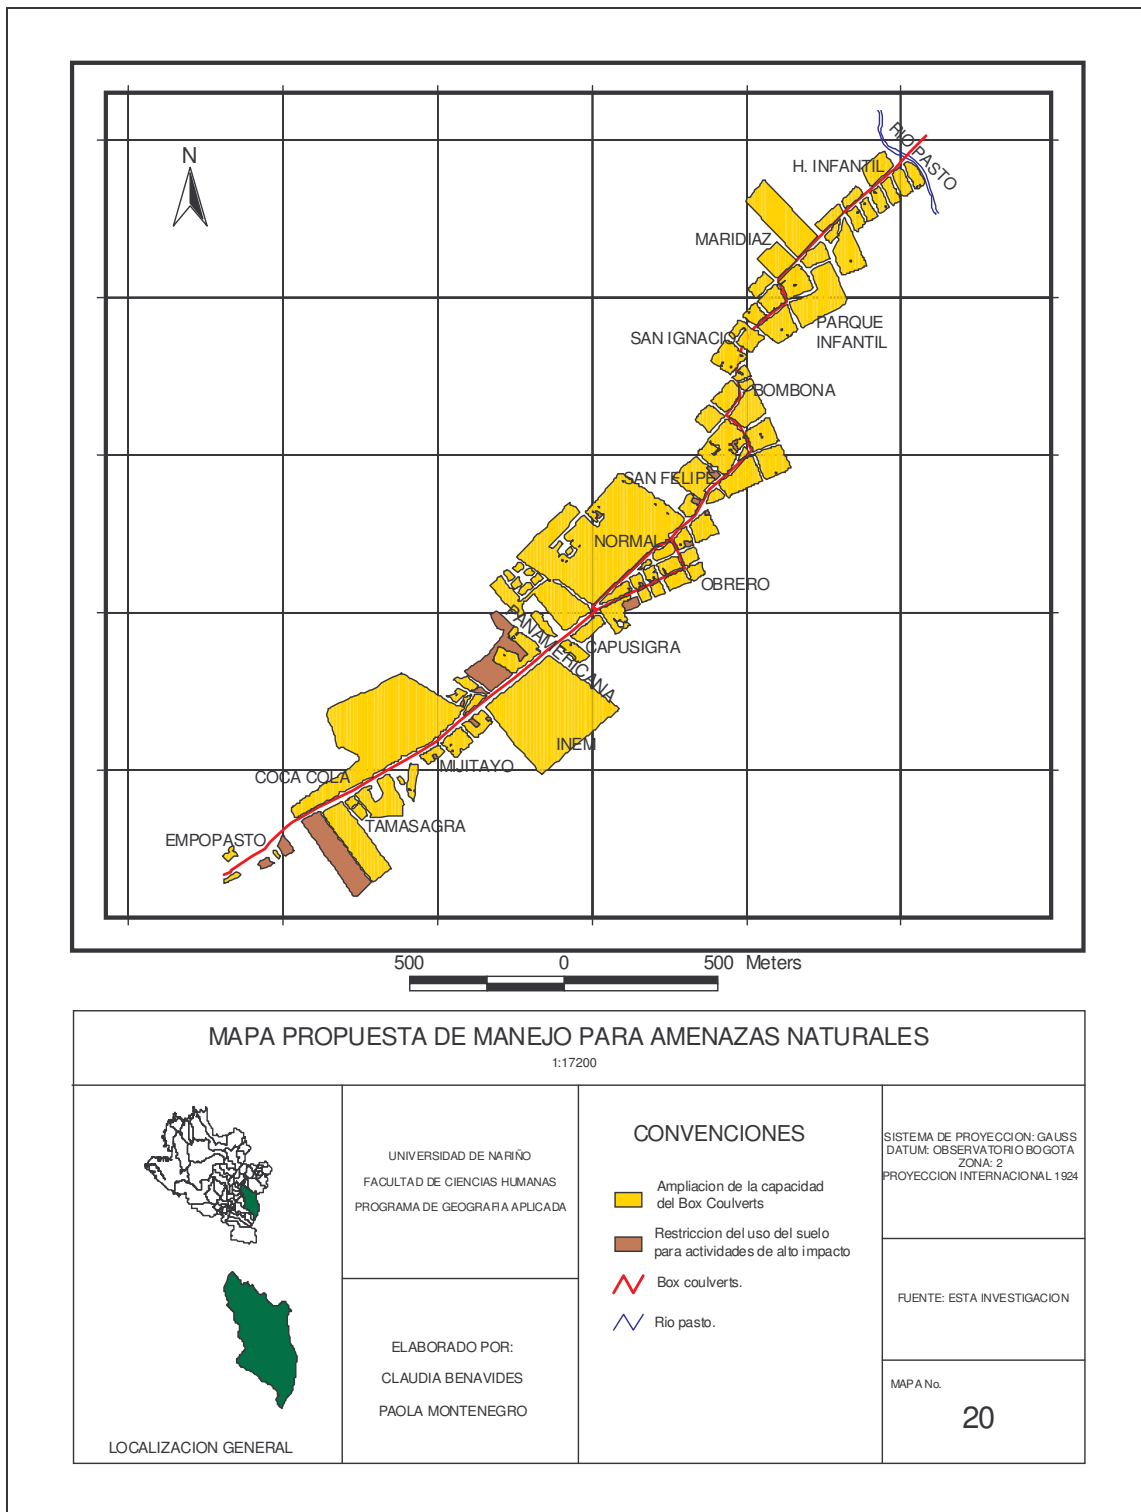 N
RIO PASTO
H. INFANTIL
MARIDIAZ
PARQUE
INFANTIL
SAN IGNACIO
BOMBONA
SAN FELIPE
NORMAL
OBRERO
PANAMERICANA
CAPUSIGRA
INEM
MIJITAYO
COCA COLA
TAMASAGRA
EMPOPASTO
500 0 500 Meters
MAPA PROPUESTA DE MANEJO PARA AMENAZAS NATURALES
1:17200
LOCALIZACION GENERAL
UNIVERSIDAD DE NARIÑO
FACULTAD DE CIENCIAS HUMANAS
PROGRAMA DE GEOGRAFIA APLICADA
ELABORADO POR:
CLAUDIA BENAVIDES
PAOLA MONTENEGRO
CONVENCIONES
Ampliacion de la capacidad
del Box Coulverts
Restriccion del uso del suelo
para actividades de alto impacto
Box coulverts.
Rio pasto.
SISTEMA DE PROYECCION: GAUSS
DATUM: OBSERVATORIO BOGOTA
ZONA: 2
PROYECCION INTERNACIONAL 1924
FUENTE: ESTA INVESTIGACION
MAPA No.
20